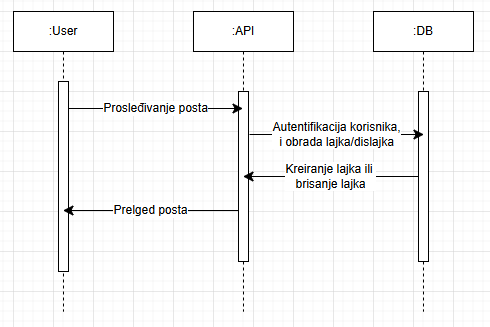 :User
:API
:DB
Prosleđivanje posta
Autentifikacija korisnika,
i obrada lajka/dislajka
Kreiranje lajka ili
brisanje lajka
Prelged posta